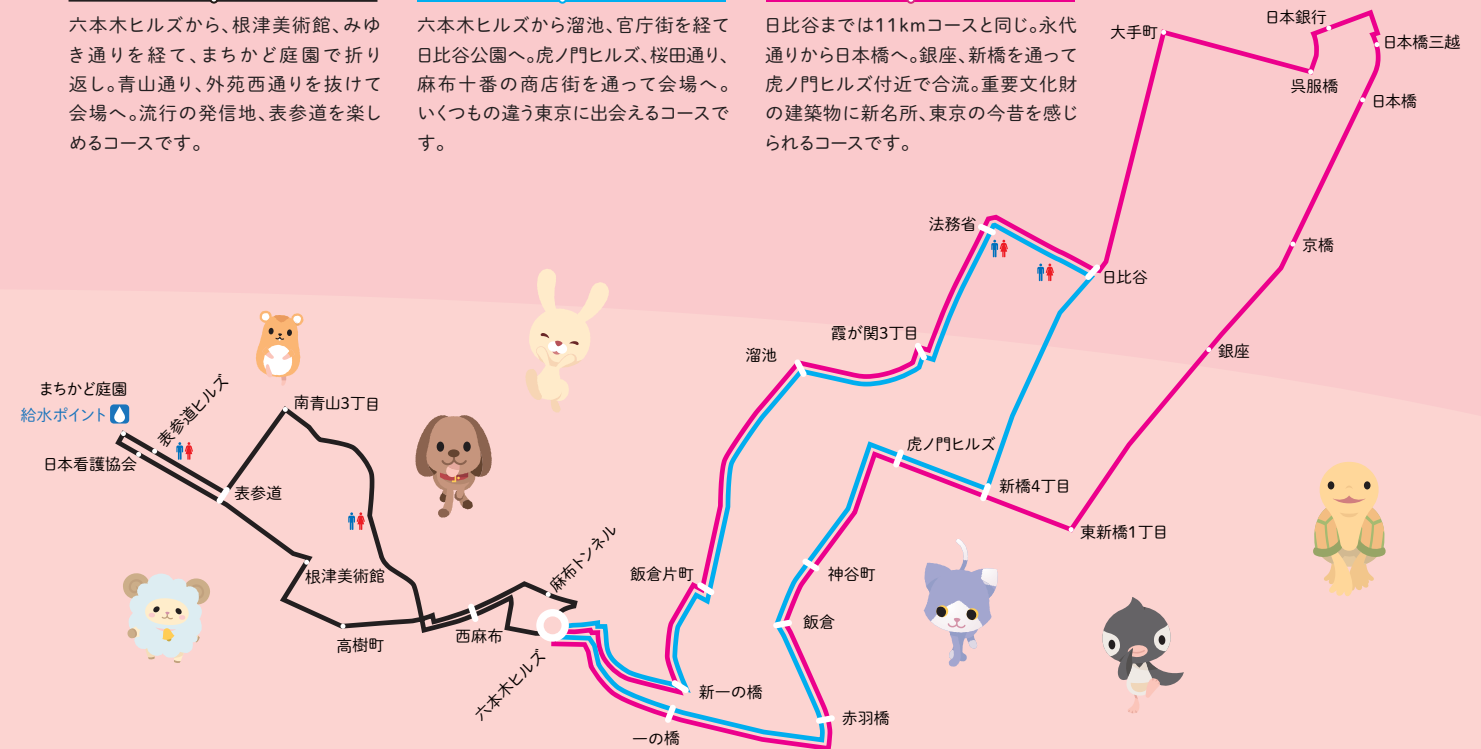 六本木ヒルズから、根津美術館、みゆ
き通りを経て、まちかど庭園で折り
返し。青山通り、外苑西通りを抜けて
会場へ。流行の発信地、表参道を楽し
めるコースです。
六本木ヒルズから溜池、官庁街を経て
日比谷公園へ。虎ノ門ヒルズ、桜田通り、
麻布十番の商店街を通って会場へ。
いくつもの違う東京に出会えるコースで
す。
日比谷までは11kmコースと同じ。永代
通りから日本橋へ。銀座、新橋を通って
虎ノ門ヒルズ付近で合流。重要文化財
の建築物に新名所、東京の今昔を感じ
られるコースです。
日本銀行
大手町
日本橋三越
呉服橋
日本橋
法務省
京橋
日比谷
霞が関3丁目
溜池
銀座
まちかど庭園
給水ポイント
表参道ヒルズ
南青山3丁目
日本看護協会
表参道
虎ノ門ヒルズ
新橋4丁目
東新橋1丁目
根津美術館
麻布トンネル
飯倉片町
神谷町
高樹町
西麻布
飯倉
六本木ヒルズ
新一の橋
一の橋
赤羽橋